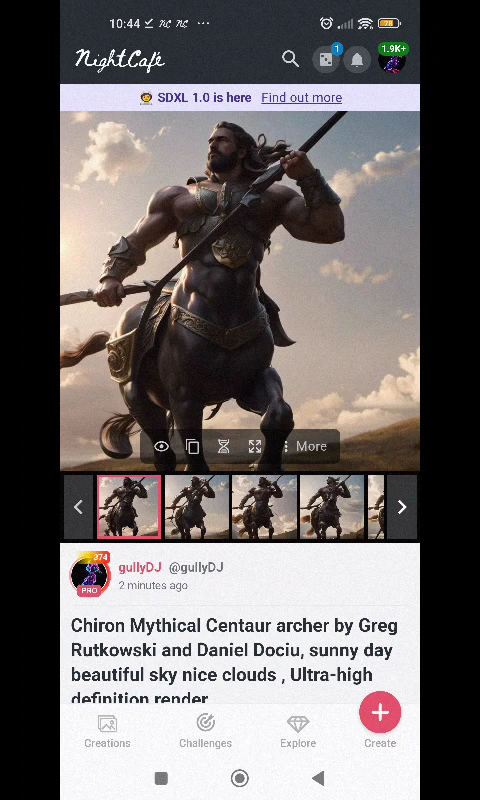 10:44
78
NightCafé
1
1.9K+
SDXL 1.0 is here Find out more
More
374
PRO
gullyDJ @gullyDJ
2 minutes ago
Chiron Mythical Centaur archer by Greg
Rutkowski and Daniel Dociu, sunny day
beautiful sky nice clouds , Ultra-high
definition render
Creations
Challenges
Explore
Create